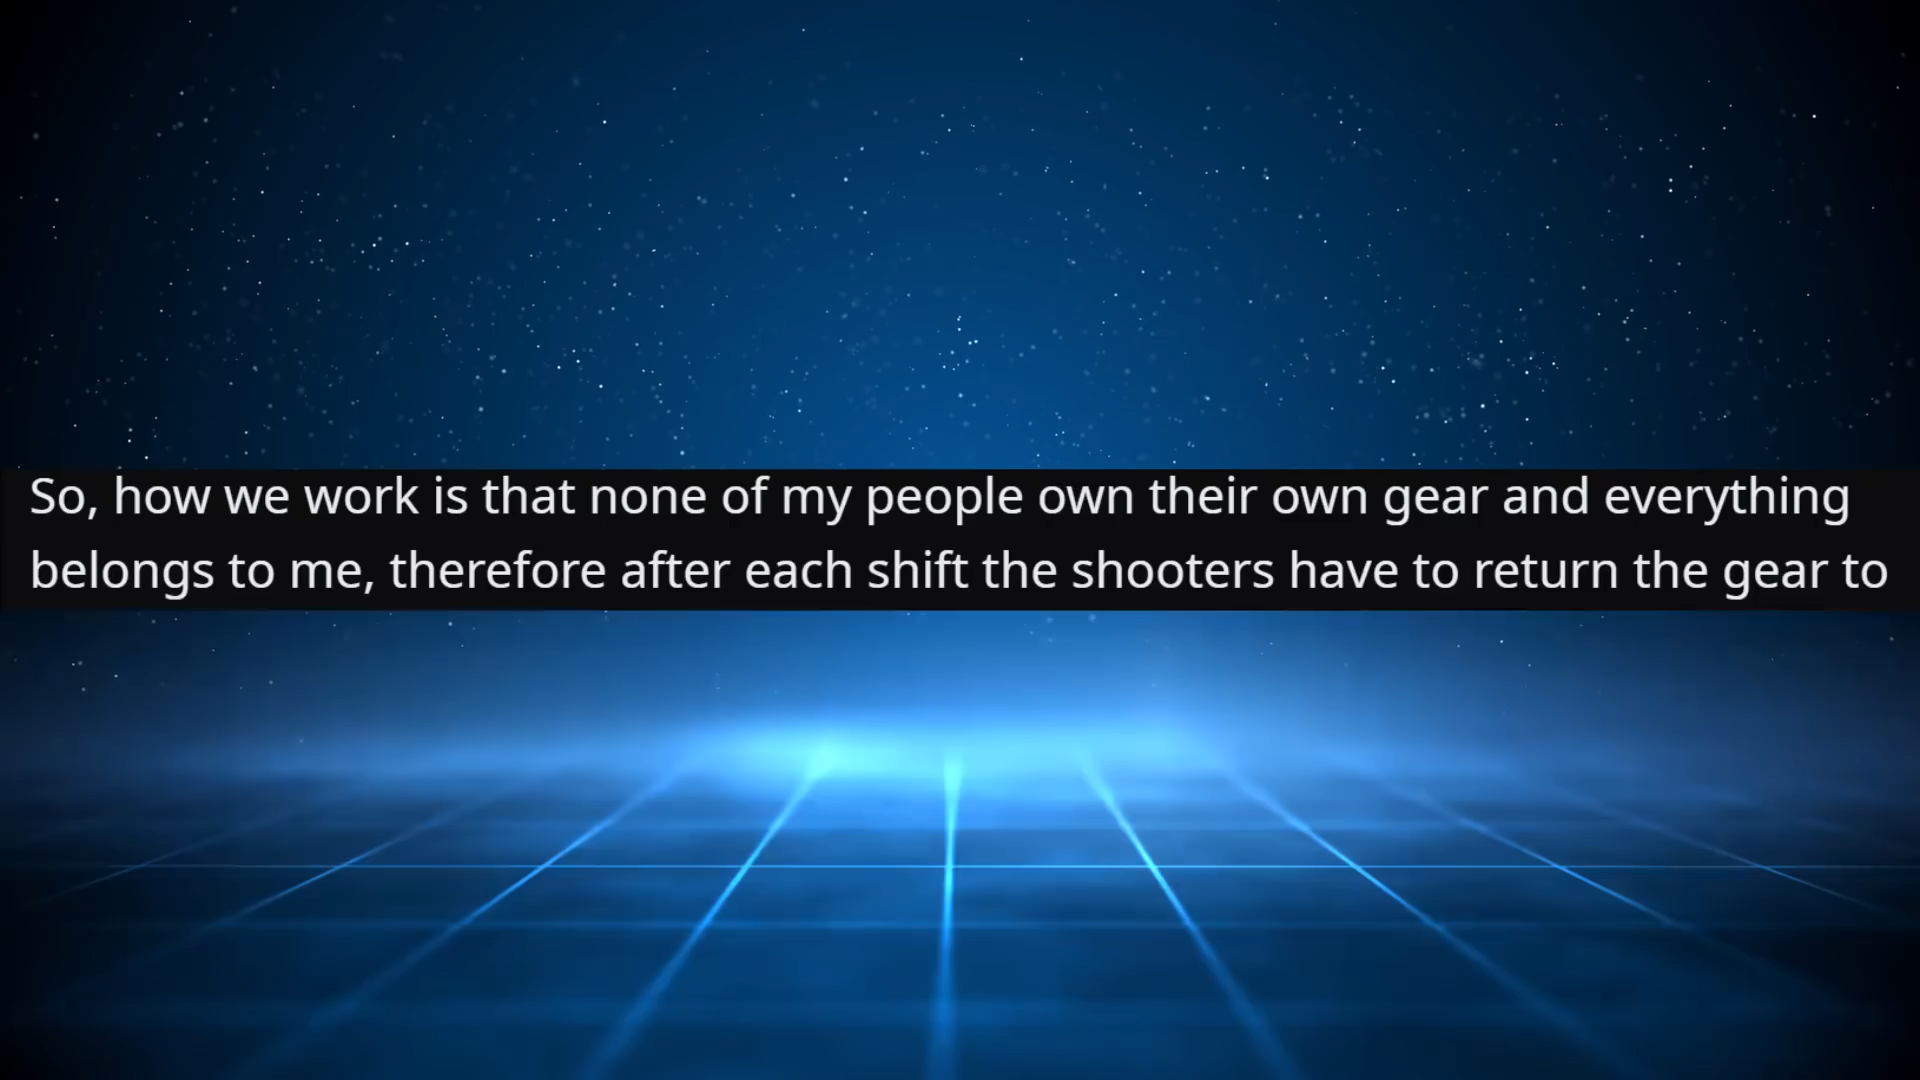 So, how we work is that none of my people own their own gear and everything
belongs to me, therefore after each shift the shooters have to return the gear to